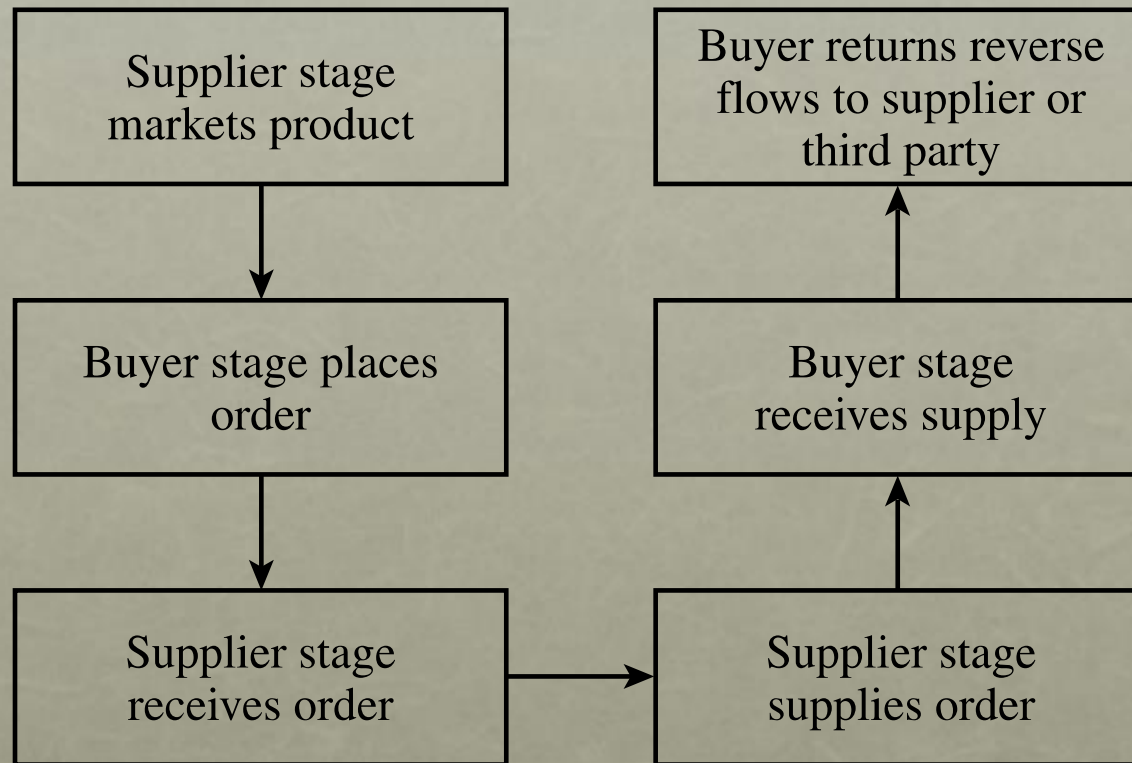 Supplier stage
markets product
Buyer stage places
order
Supplier stage
receives order
Supplier stage
supplies order
Buyer stage
receives supply
Buyer returns reverse
flows to supplier or
third party